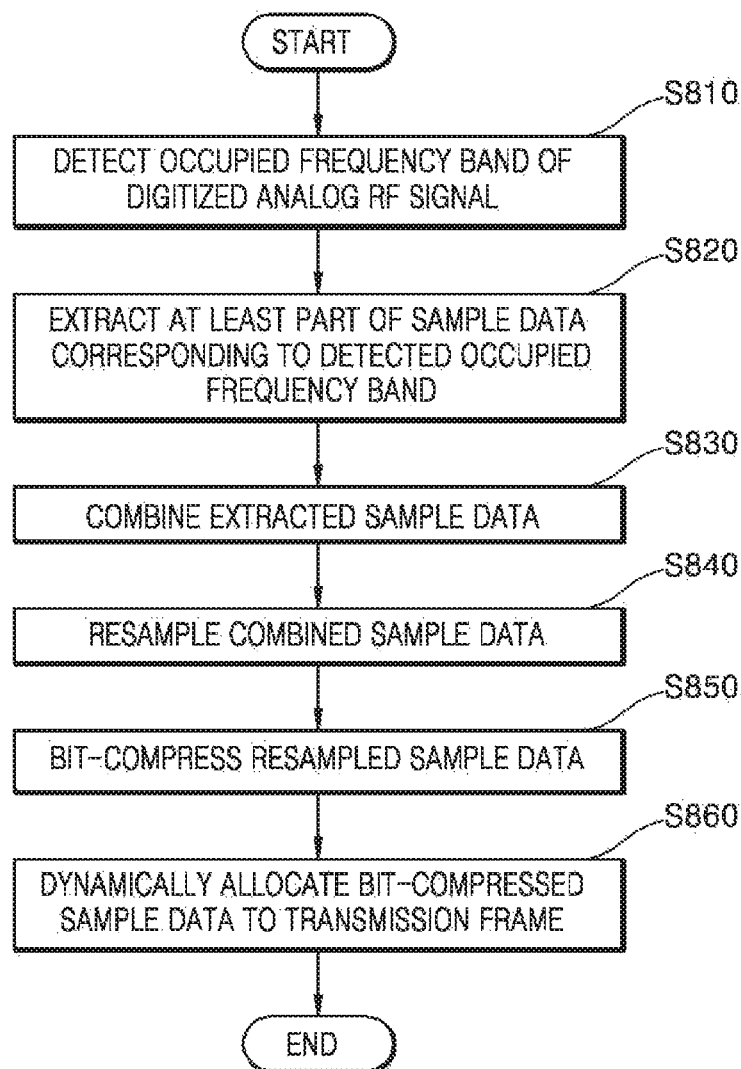 START
S810
DETECT OCCUPIED FREQUENCY BAND OF
DIGITIZED ANALOG RF SIGNAL
S820
EXTRACT AT LEAST PART OF SAMPLE DATA
CORRESPONDING TO DETECTED OCCUPIED
FREQUENCY BAND
S830
COMBINE EXTRACTED SAMPLE DATA
S840
RESAMPLE COMBINED SAMPLE DATA
S850
BIT-COMPRESS RESAMPLED SAMPLE DATA
S860
DYNAMICALLY ALLOCATE BIT-COMPRESSED
SAMPLE DATA TO TRANSMISSION FRAME
END